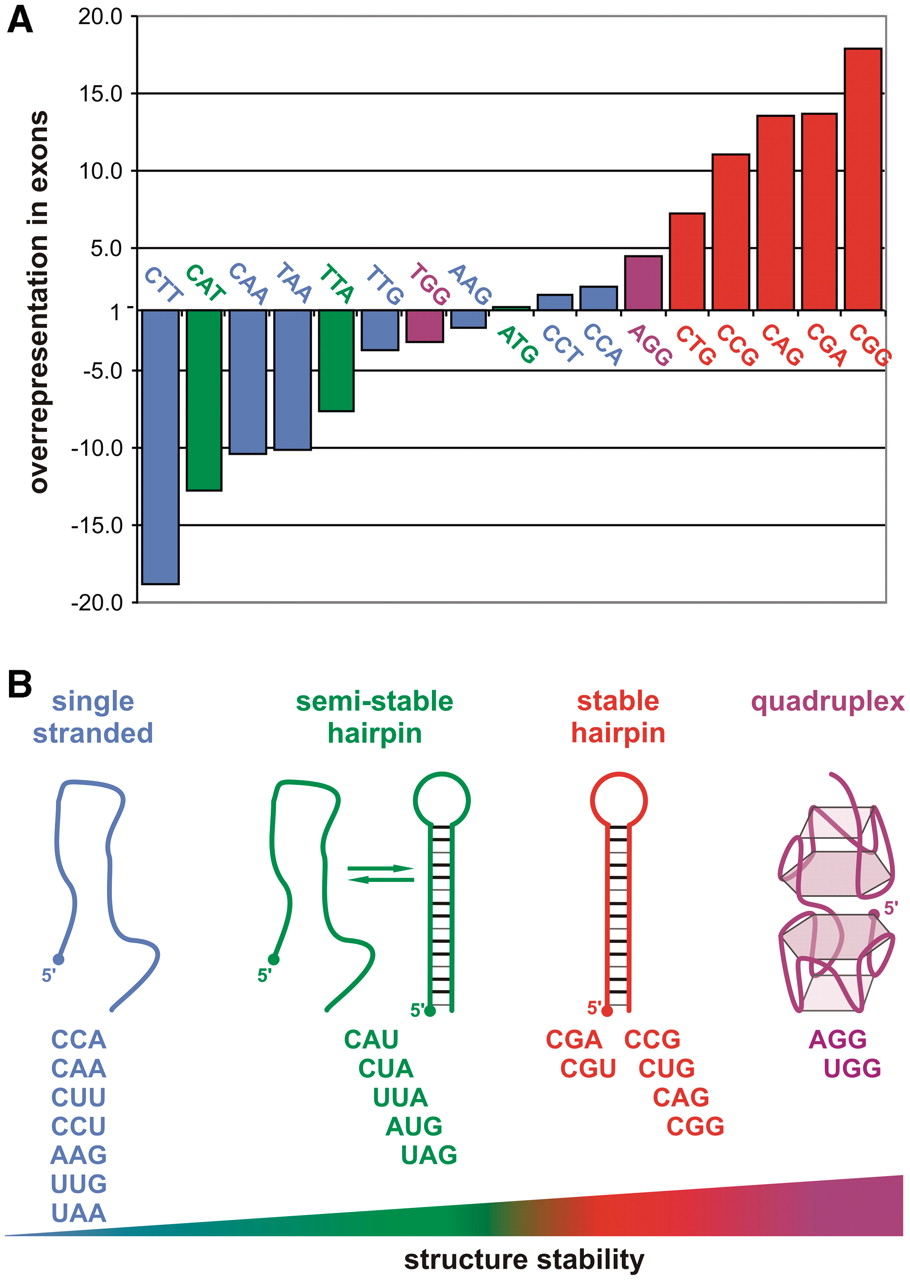 A
overrepresentation in exons
20.0
15.0
10.0
5.0
1
-5.0
-10.0
-15.0
-20.0
CTT
CAT
CAA
TAA
TTA
TTG
TGG
AAG
ATG
CCT
CCA
AGG
CTG
CCG
CAG
CGA
CGG
B
single
stranded
semi-stable
hairpin
stable
hairpin
quadruplex
5'
5'
5'
5'
5'
CCA
CAA
CUU
CCU
AAG
UUG
UAA
CAU
CUA
UUA
AUG
UAG
CGA CCG
CGU CUG
CAG
CGG
AGG
UGG
structure stability